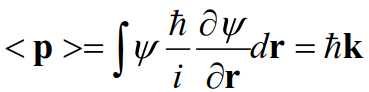 < p >= ∫ψ ħ/i ∂ψ/∂r dr = ħk